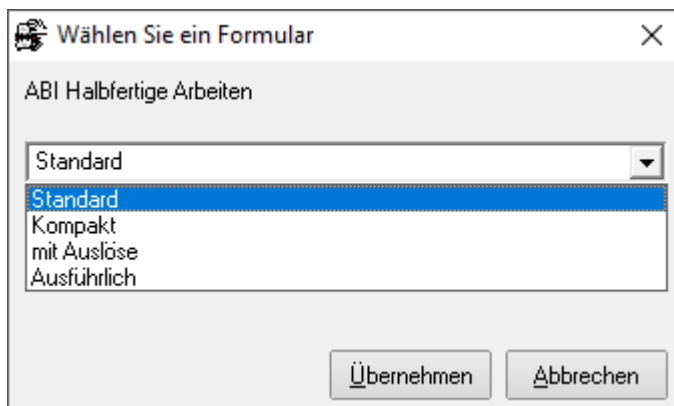 Wählen Sie ein Formular
ABI Halbfertige Arbeiten
Standard
Standard
Kompakt
mit Auslöse
Ausführlich
Übernehmen
Abbrechen